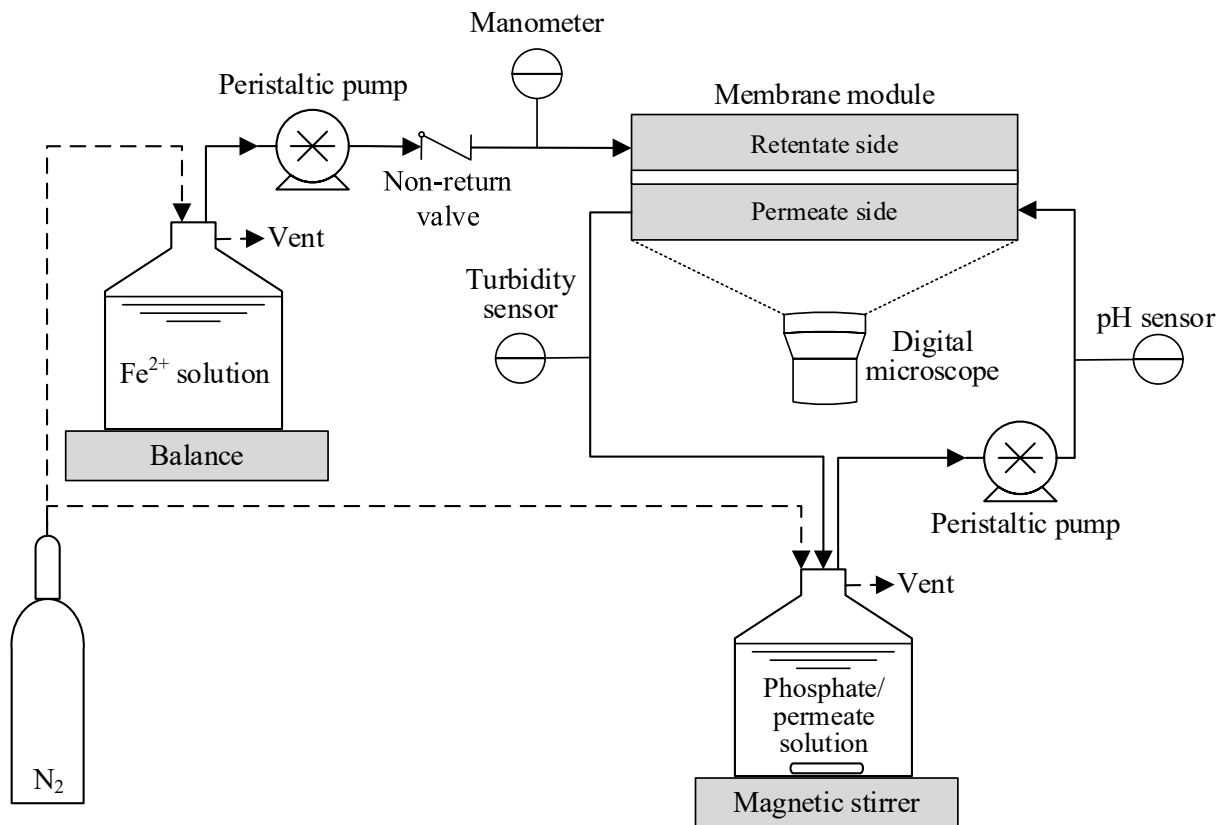 Manometer
Peristaltic pump
Membrane module
Retentate side
Non-return
valve
Permeate side
Vent
Turbidity
sensor
pH sensor
Digital
microscope
Fe²⁺ solution
Balance
Peristaltic pump
Vent
Phosphate/
permeate
solution
N₂
Magnetic stirrer